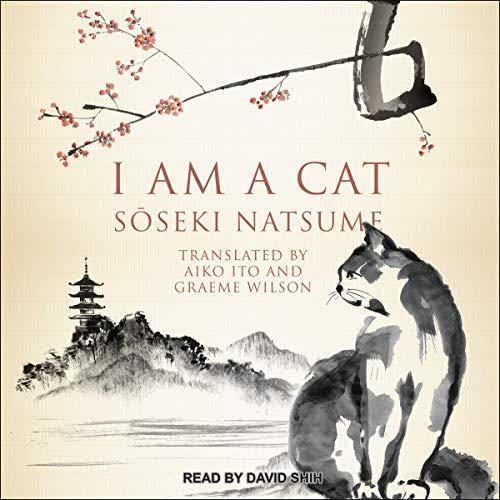 I AM A CAT
SŌSEKI NATSUME
TRANSLATED BY
AIKO ITO AND
GRAEME WILSON
READ BY DAVID SHIH